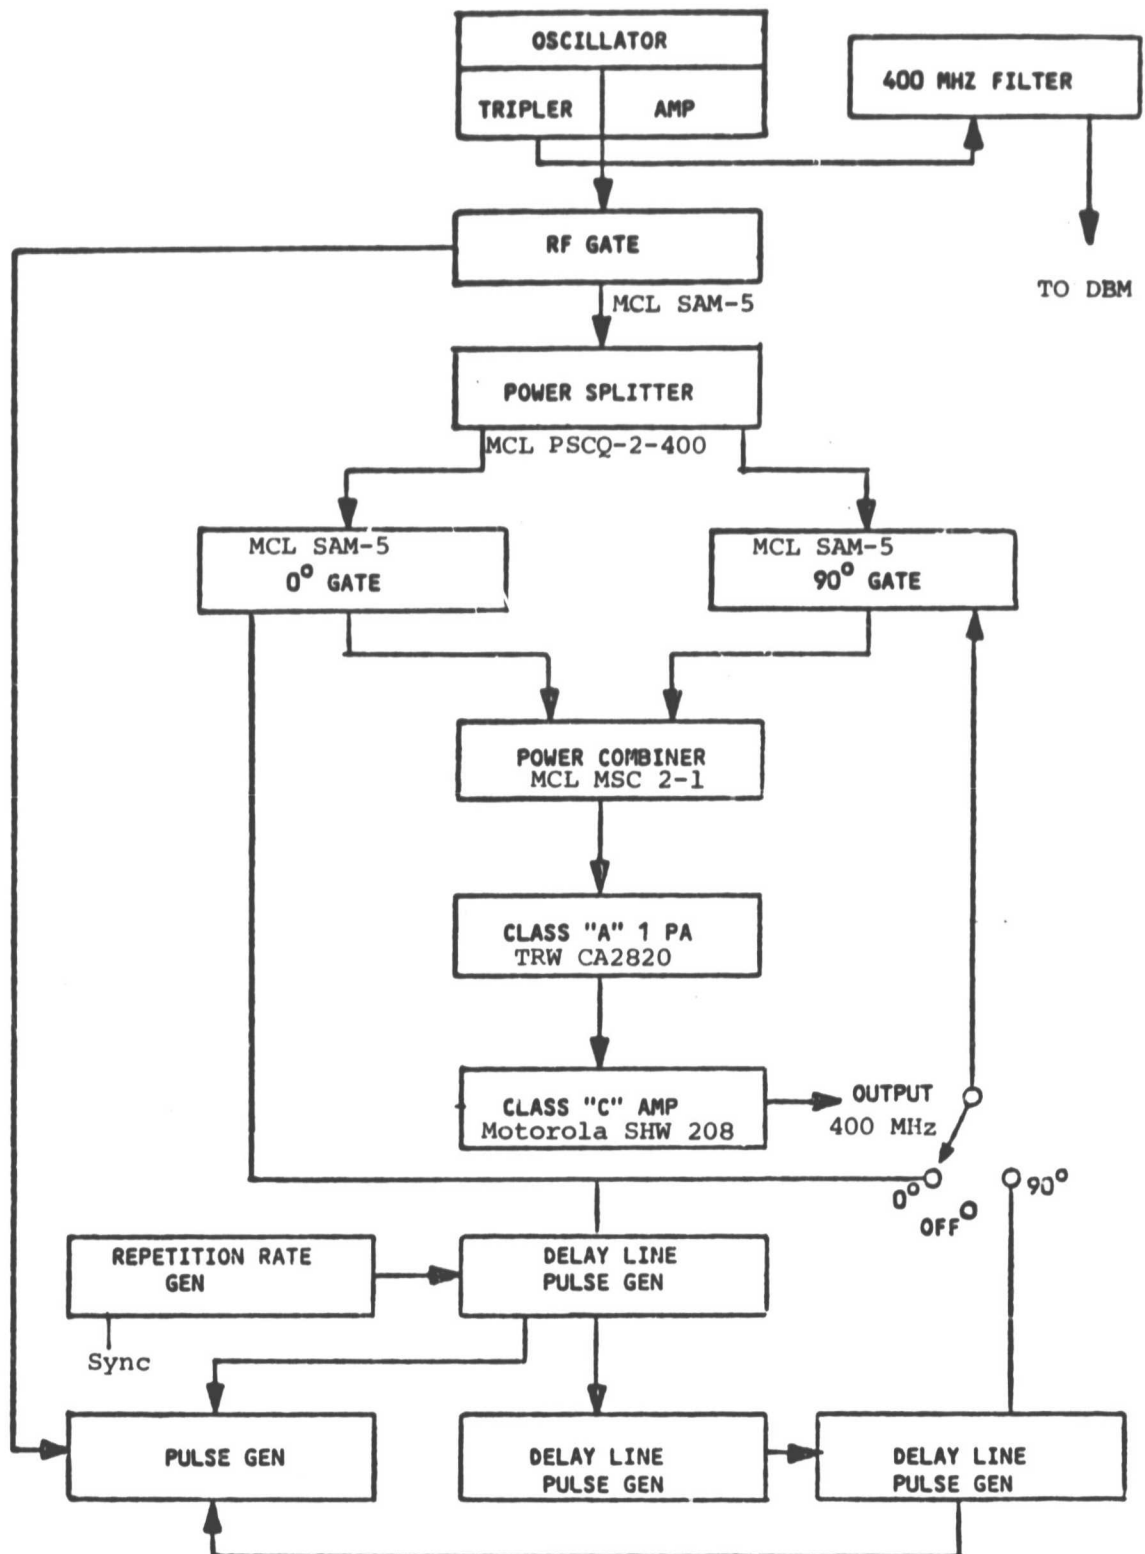 OSCILLATOR
TRIPLER
AMP
400 MHZ FILTER
RF GATE
TO DBM
MCL SAM-5
POWER SPLITTER
MCL PSCQ-2-400
MCL SAM-5
0° GATE
MCL SAM-5
90° GATE
POWER COMBINER
MCL MSC 2-1
CLASS "A" 1 PA
TRW CA2820
CLASS "C" AMP
Motorola SHW 208
OUTPUT
400 MHz
0°
OFF
90°
REPETITION RATE
GEN
DELAY LINE
PULSE GEN
Sync
PULSE GEN
DELAY LINE
PULSE GEN
DELAY LINE
PULSE GEN